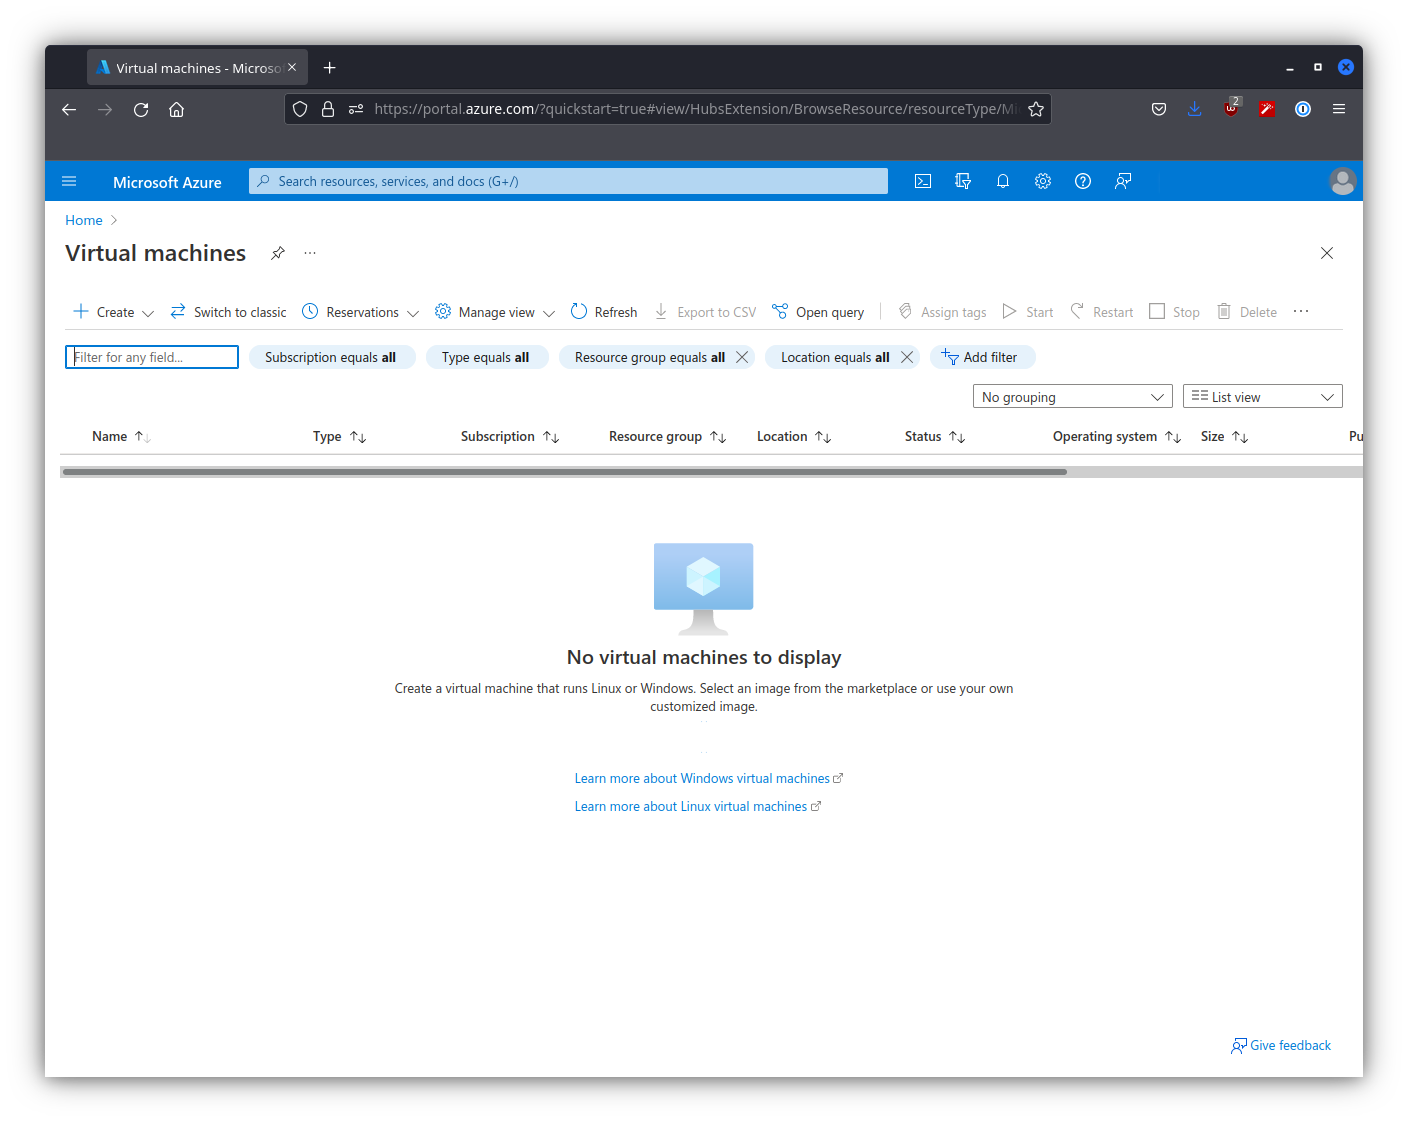 Virtual machines - Microso
https://portal.azure.com/?quickstart=true#view/HubsExtension/BrowseResource/resourceType/Mi
2
Microsoft Azure
Search resources, services, and docs (G+/)
Home
Virtual machines
Create
Switch to classic
Reservations
Manage view
Refresh
Export to CSV
Open query
Assign tags
Start
Restart
Stop
Delete
Filter for any field...
Subscription equals all
Type equals all
Resource group equals all
Location equals all
Add filter
No grouping
List view
Name
Type
Subscription
Resource group
Location
Status
Operating system
Size
Pu
No virtual machines to display
Create a virtual machine that runs Linux or Windows. Select an image from the marketplace or use your own
customized image.
Learn more about Windows virtual machines
Learn more about Linux virtual machines
Give feedback